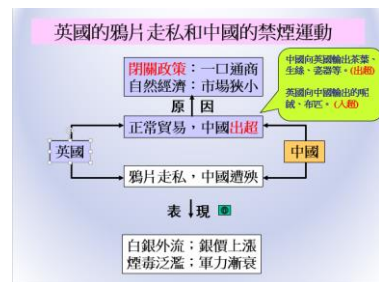 英國的鴉片走私和中國的禁煙運動
閉關政策：一口通商
自然經濟：市場狹小
中國向英國輸出茶葉、
生絲、瓷器等。(出超)
英國向中國輸出的呢
絨、布匹。(入超)
原 因
正常貿易，中國出超
英國
中國
鴉片走私，中國遭殃
表 現
白銀外流；銀價上漲
煙毒泛濫；軍力漸衰